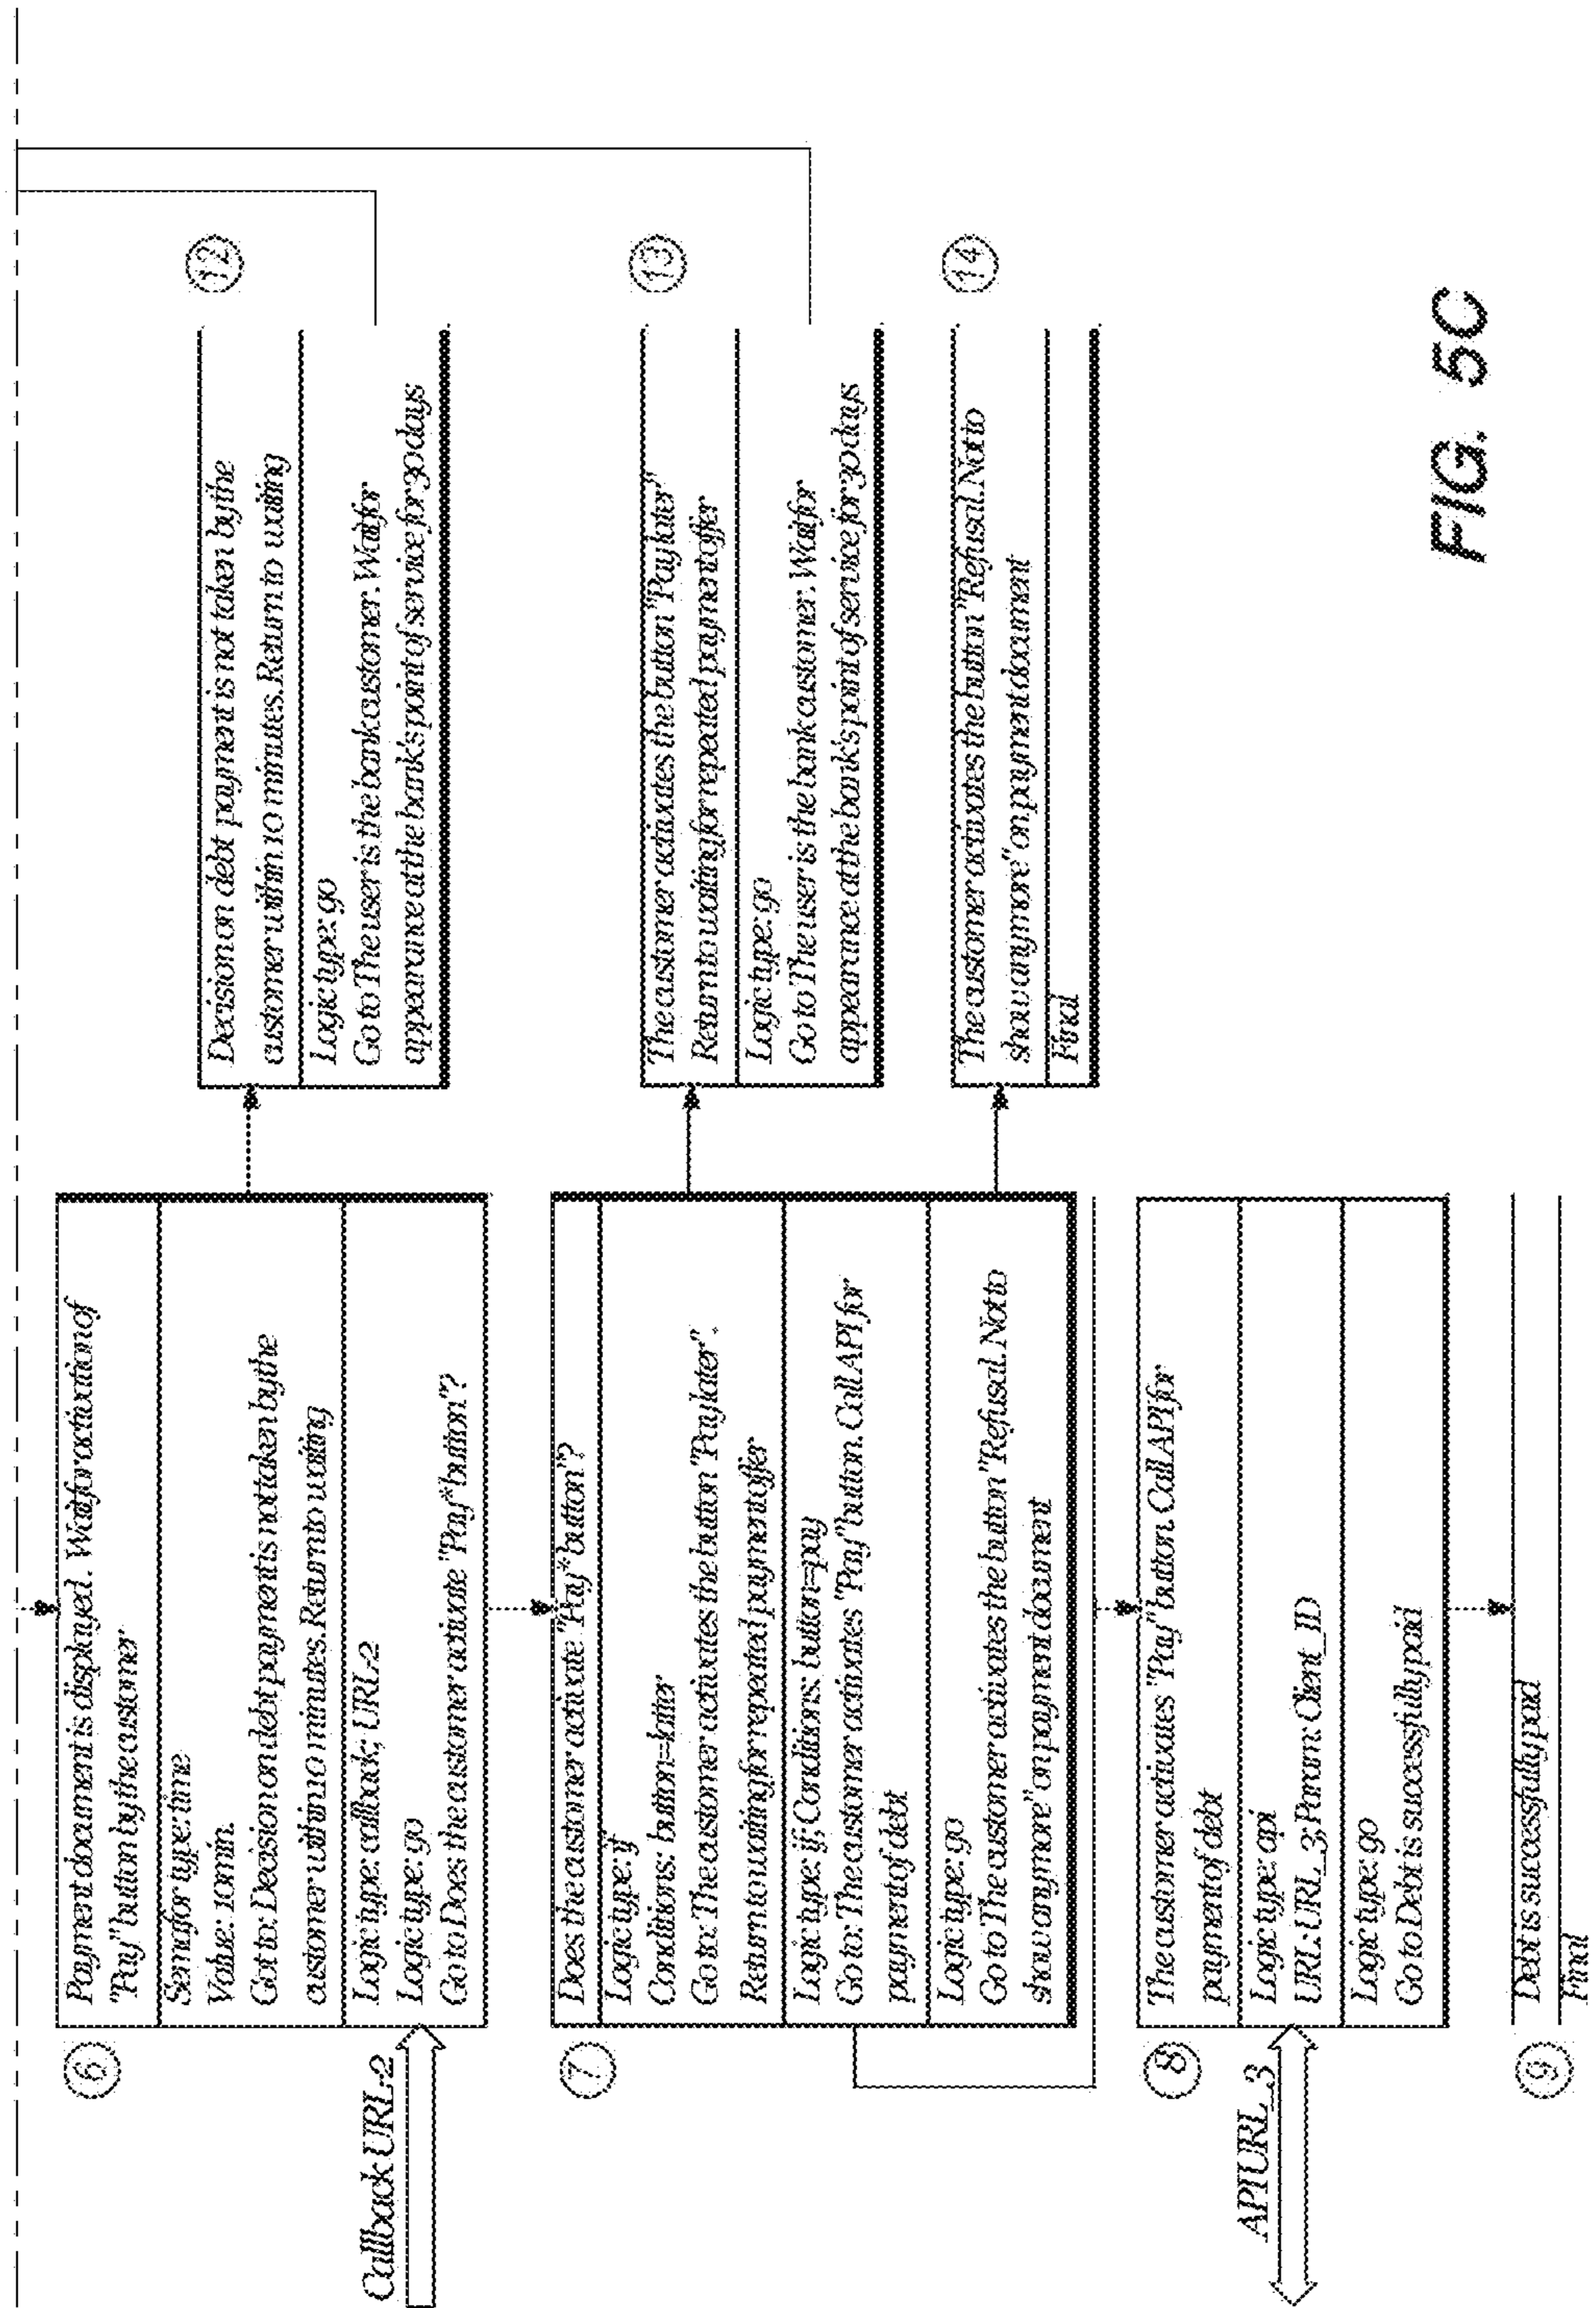 6
Payment document is displayed. Wait for activation of
"Pay" button by the customer
Semafor type: time
Value: 10min.
Got to: Decision on debt payment is not taken by the
customer within 10 minutes. Return to waiting
Logic type: callback; URL-2
Logic type: go
Go to Does the customer activate "Pay* button"?
Callback URL-2
12
Decision on debt payment is not taken by the
customer within 10 minutes. Return to waiting
Logic type: go
Go to The user is the bank customer. Wait for
appearance at the bank's point of service for 30 days
7
Does the customer activate "Pay* button"?
Logic type: if
Conditions: button=latter
Go to: The customer activates the button "Pay later".
Return to waiting for repeated payment offer
Logic type: if; Conditions: button=pay
Go to: The customer activates "Pay" button. Call API for
payment of debt
Logic type: go
Go to The customer activates the button "Refusal. Not to
show anymore" on payment document
13
The customer activates the button "Pay later"
Return to waiting for repeated payment offer
Logic type: go
Go to The user is the bank customer. Wait for
appearance at the bank's point of service for 30 days
14
The customer activates the button "Refusal. Not to
show anymore" on payment document
Final
8
The customer activates "Pay" button. Call API for
payment of debt
Logic type: api
URL: URL_3; Param: Client_ID
Logic type: go
Go to Debt is successfully paid
API URL_3
9
Debt is successfully paid
Final
FIG. 5C